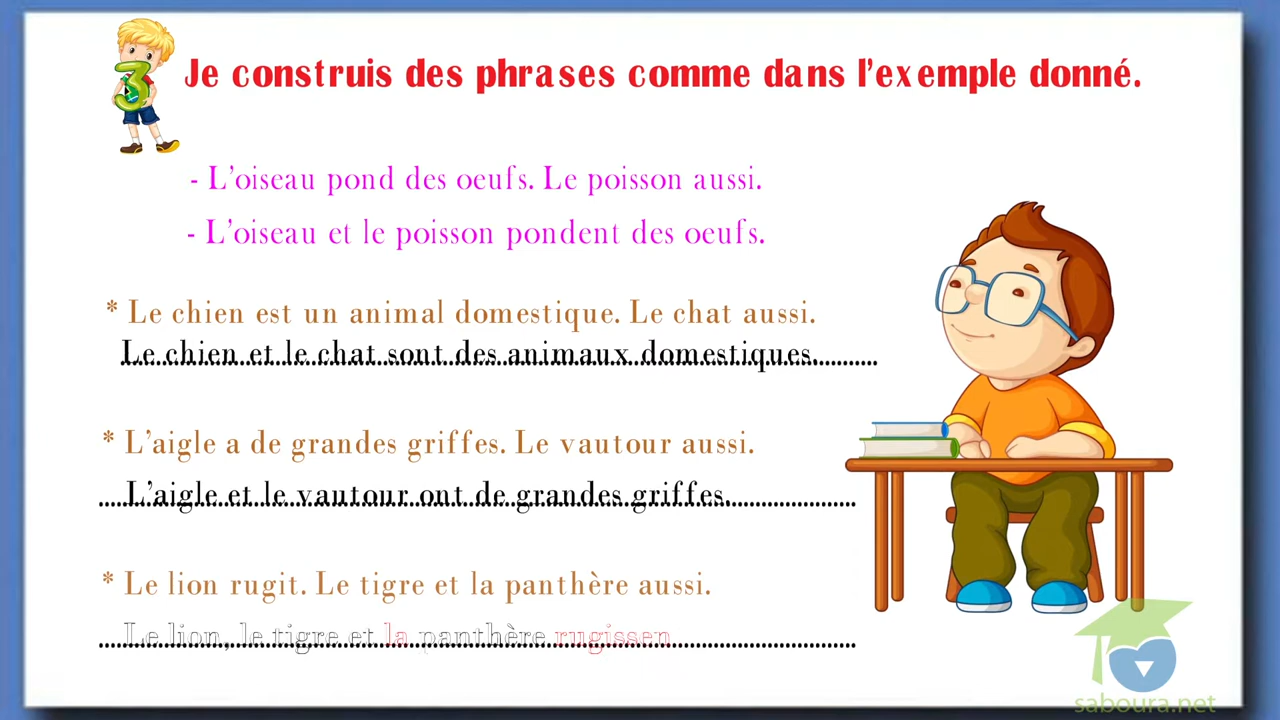 3
Je construis des phrases comme dans l'exemple donné.
- L'oiseau pond des oeufs. Le poisson aussi.
- L'oiseau et le poisson pondent des oeufs.
* Le chien est un animal domestique. Le chat aussi.
Le chien et le chat sont des animaux domestiques..........
* L'aigle a de grandes griffes. Le vautour aussi.
....L'aigle et le vautour ont de grandes griffes...................
* Le lion rugit. Le tigre et la panthère aussi.
....Le lion, le tigre et la panthère rugissen...........................
saboura.net